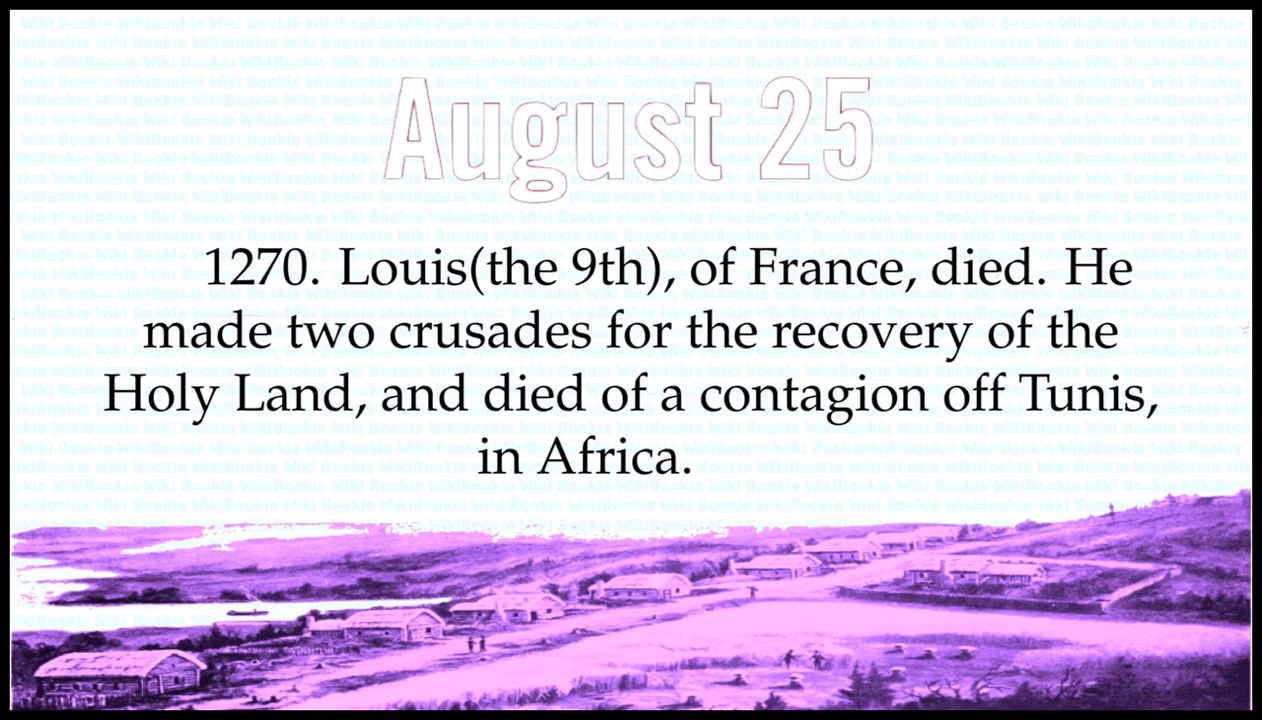 August 25
1270. Louis(the 9th), of France, died. He
made two crusades for the recovery of the
Holy Land, and died of a contagion off Tunis,
in Africa.